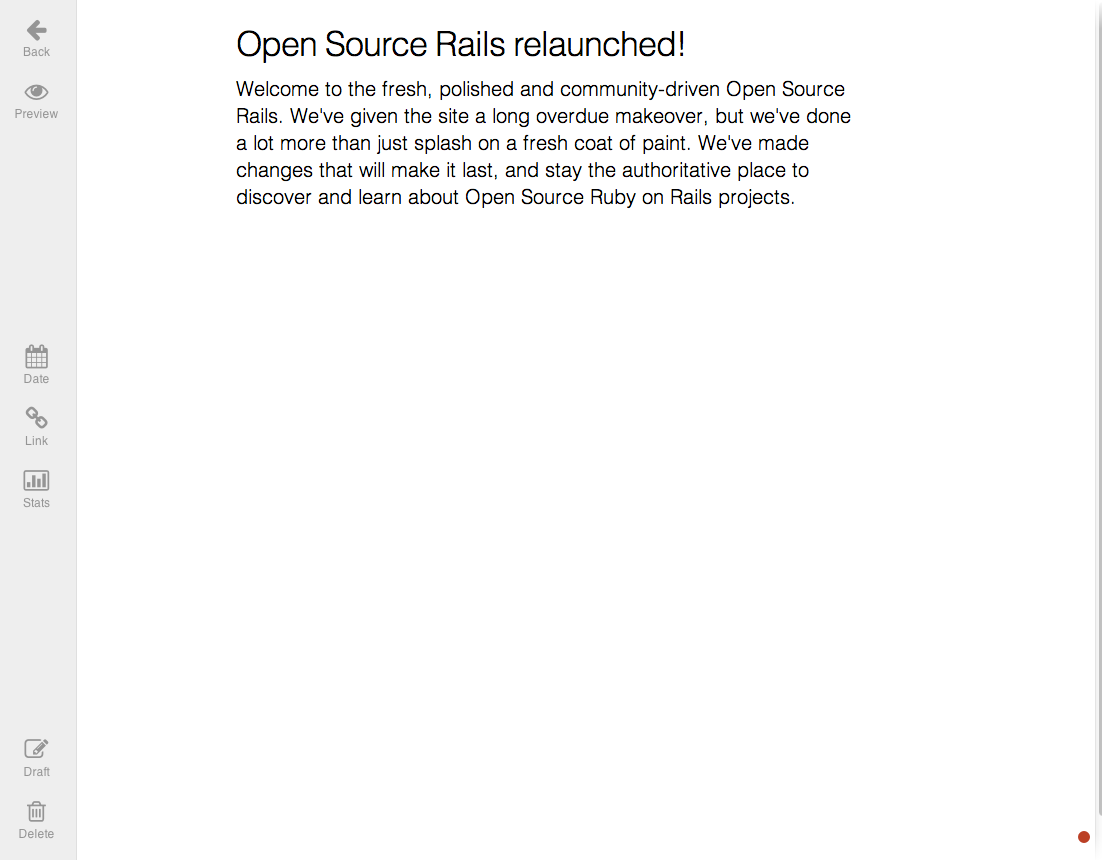 Back
Preview
Date
Link
Stats
Draft
Delete
Open Source Rails relaunched!
Welcome to the fresh, polished and community-driven Open Source
Rails. We've given the site a long overdue makeover, but we've done
a lot more than just splash on a fresh coat of paint. We've made
changes that will make it last, and stay the authoritative place to
discover and learn about Open Source Ruby on Rails projects.